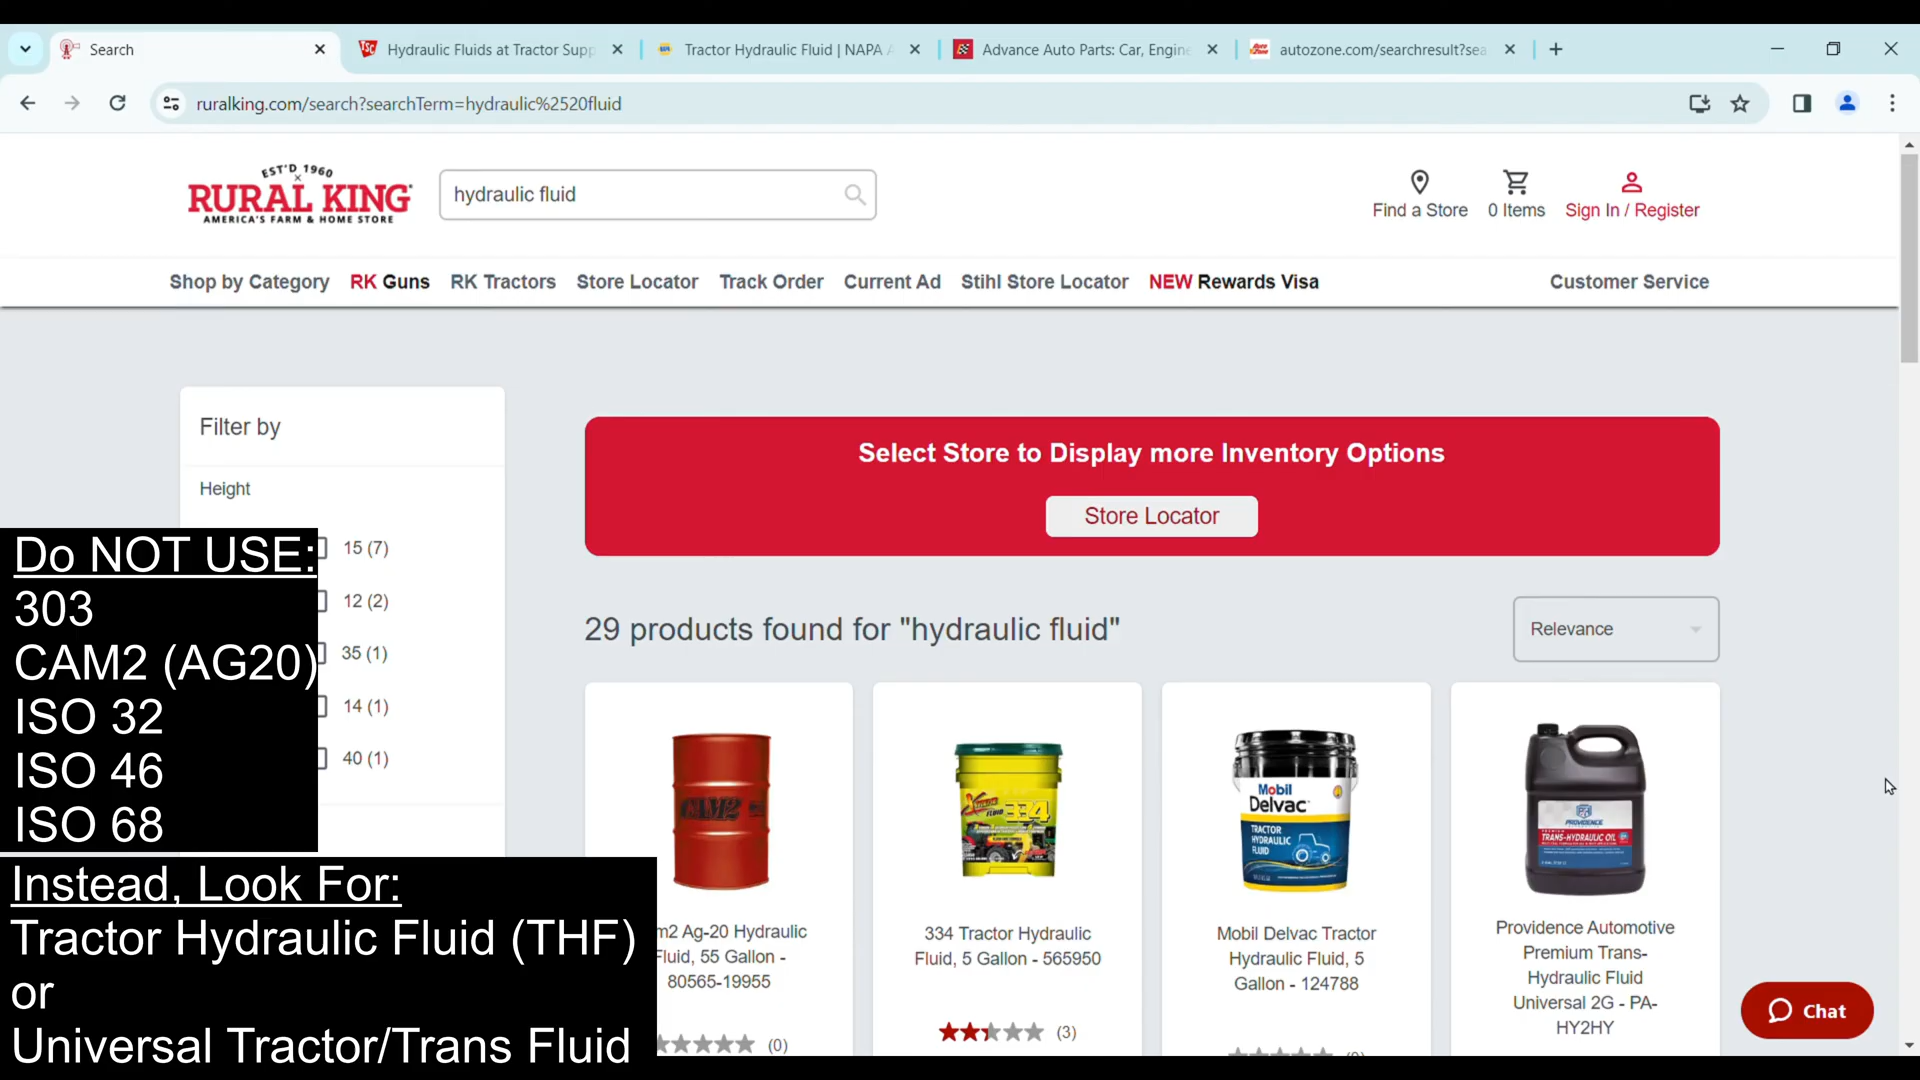 Search
Hydraulic Fluids at Tractor Supp
Tractor Hydraulic Fluid | NAPA A
Advance Auto Parts: Car, Engine
autozone.com/searchresult?sea
ruralking.com/search?searchTerm=hydraulic%2520fluid
EST'D 1960
RURAL KING
AMERICA'S FARM & HOME STORE
hydraulic fluid
Find a Store
0 Items
Sign In / Register
Shop by Category
RK Guns
RK Tractors
Store Locator
Track Order
Current Ad
Stihl Store Locator
NEW Rewards Visa
Customer Service
Filter by
Height
15 (7)
12 (2)
35 (1)
14 (1)
40 (1)
Select Store to Display more Inventory Options
Store Locator
29 products found for "hydraulic fluid"
Relevance
CAM2
334
Mobil
Delvac
TRACTOR
HYDRAULIC
FLUID
PROVIDENCE
TRANS-HYDRAULIC OIL
m2 Ag-20 Hydraulic
Fluid, 55 Gallon -
80565-19955
(0)
334 Tractor Hydraulic
Fluid, 5 Gallon - 565950
(3)
Mobil Delvac Tractor
Hydraulic Fluid, 5
Gallon - 124788
Providence Automotive
Premium Trans-
Hydraulic Fluid
Universal 2G - PA-
HY2HY
Chat
Do NOT USE:
303
CAM2 (AG20)
ISO 32
ISO 46
ISO 68
Instead, Look For:
Tractor Hydraulic Fluid (THF)
or
Universal Tractor/Trans Fluid